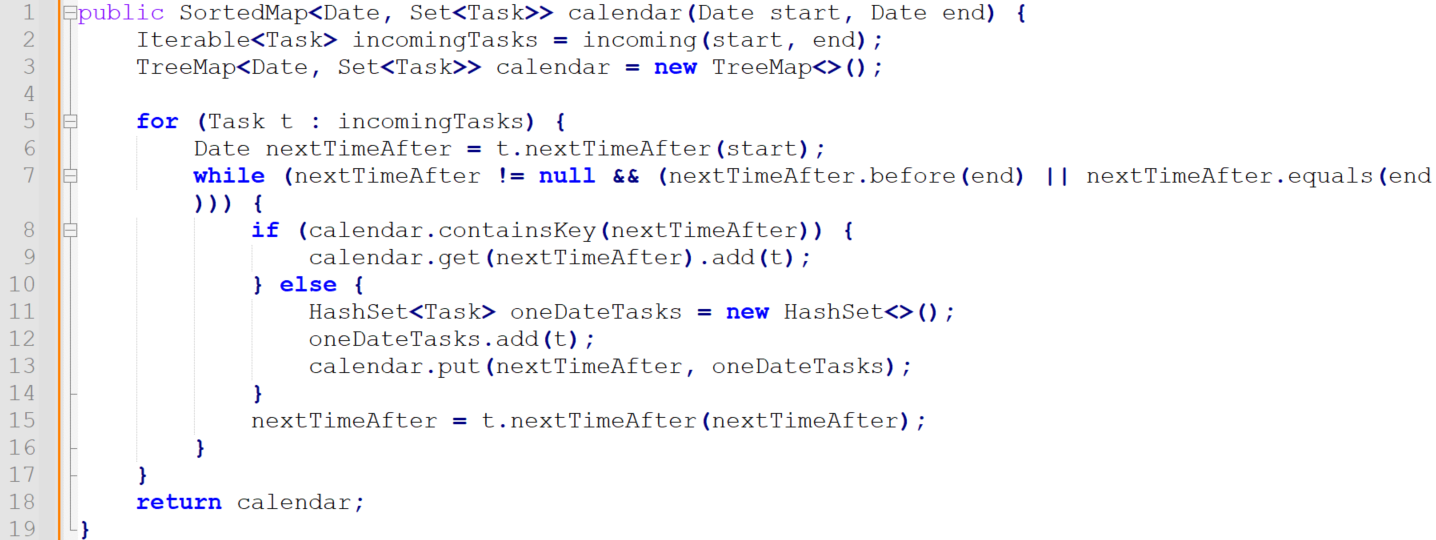 1 public SortedMap<Date, Set<Task>> calendar(Date start, Date end) {
2 Iterable<Task> incomingTasks = incoming(start, end);
3 TreeMap<Date, Set<Task>> calendar = new TreeMap<>();
4
5 for (Task t : incomingTasks) {
6 Date nextTimeAfter = t.nextTimeAfter(start);
7 while (nextTimeAfter != null && (nextTimeAfter.before(end) || nextTimeAfter.equals(end
))) {
8 if (calendar.containsKey(nextTimeAfter)) {
9 calendar.get(nextTimeAfter).add(t);
10 } else {
11 HashSet<Task> oneDateTasks = new HashSet<>();
12 oneDateTasks.add(t);
13 calendar.put(nextTimeAfter, oneDateTasks);
14 }
15 nextTimeAfter = t.nextTimeAfter(nextTimeAfter);
16 }
17 }
18 return calendar;
19 }